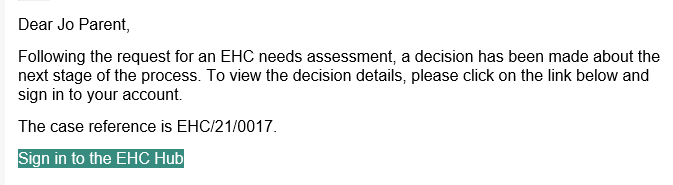 Dear Jo Parent,
Following the request for an EHC needs assessment, a decision has been made about the
next stage of the process. To view the decision details, please click on the link below and
sign in to your account.
The case reference is EHC/21/0017.
Sign in to the EHC Hub